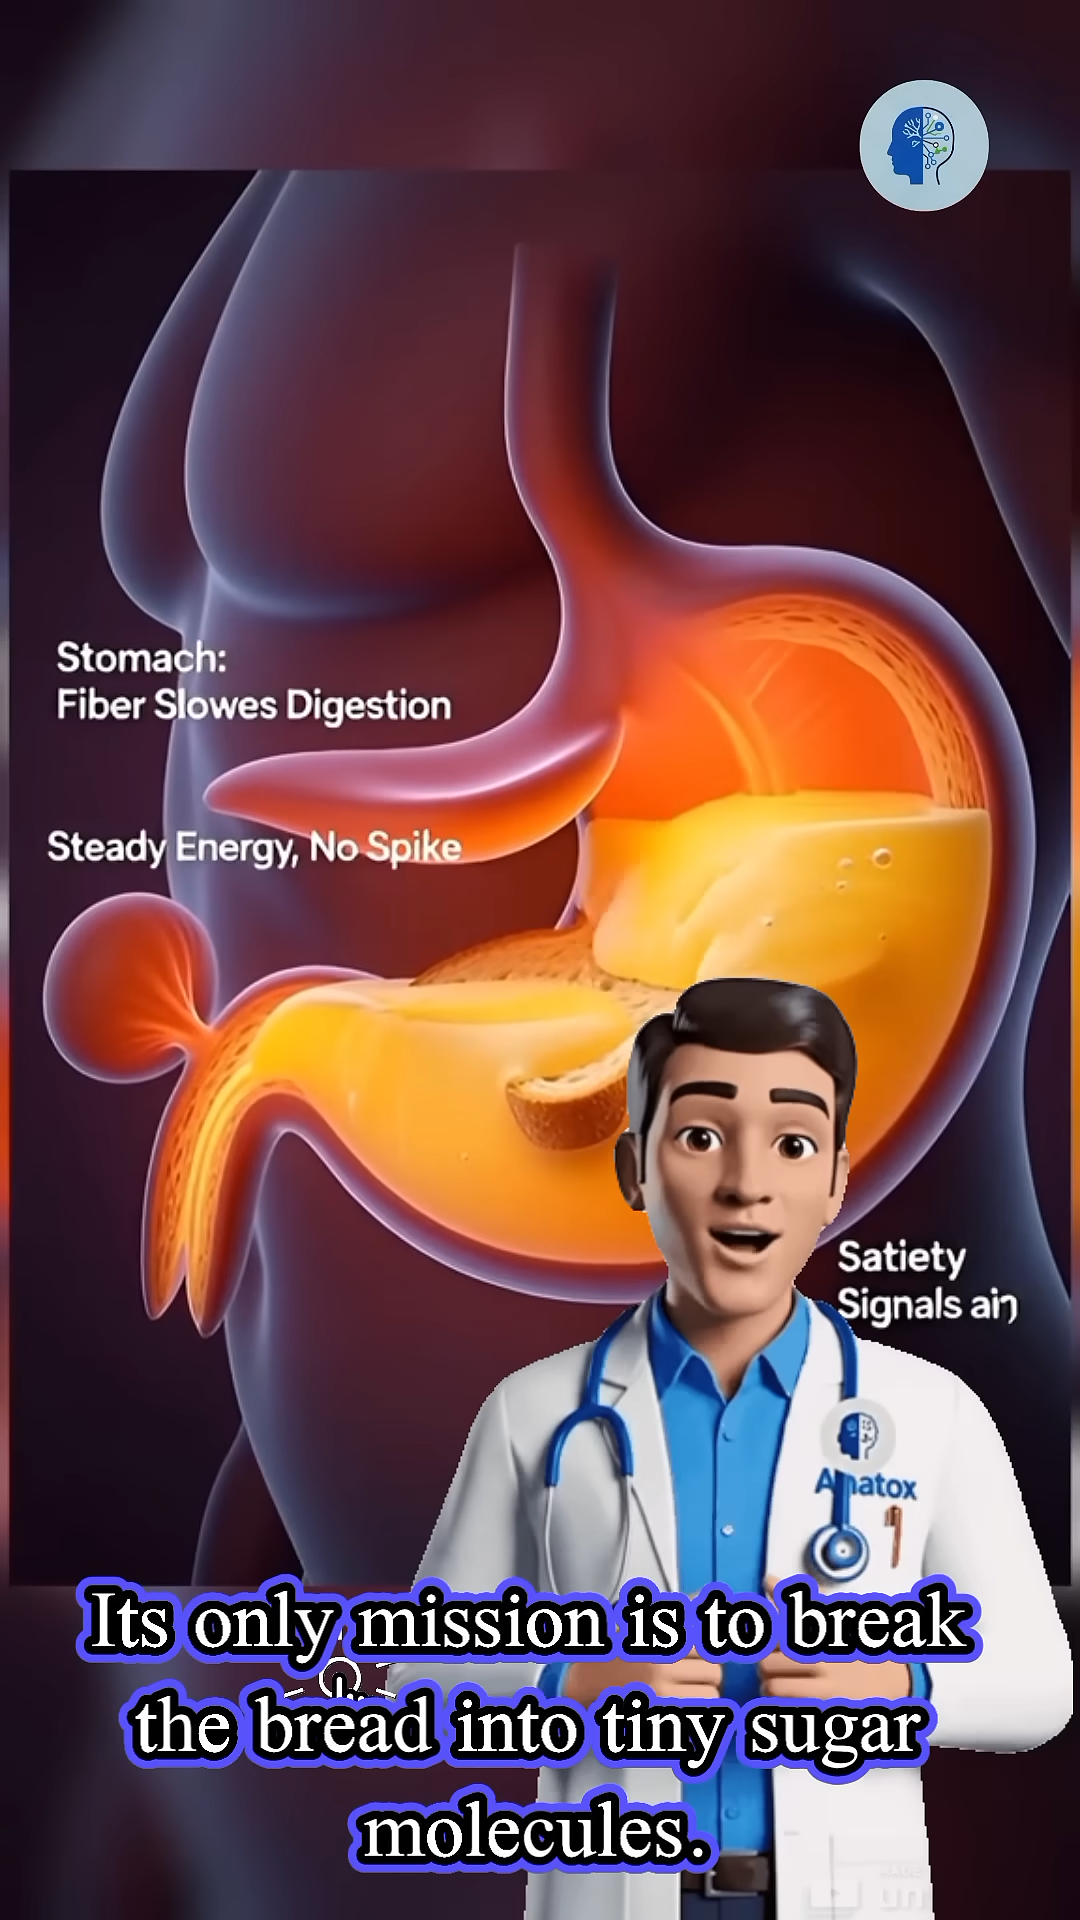 Stomach:
Fiber Slowes Digestion
Steady Energy, No Spike
Satiety
Signals
Its only mission is to break
the bread into tiny sugar
molecules.